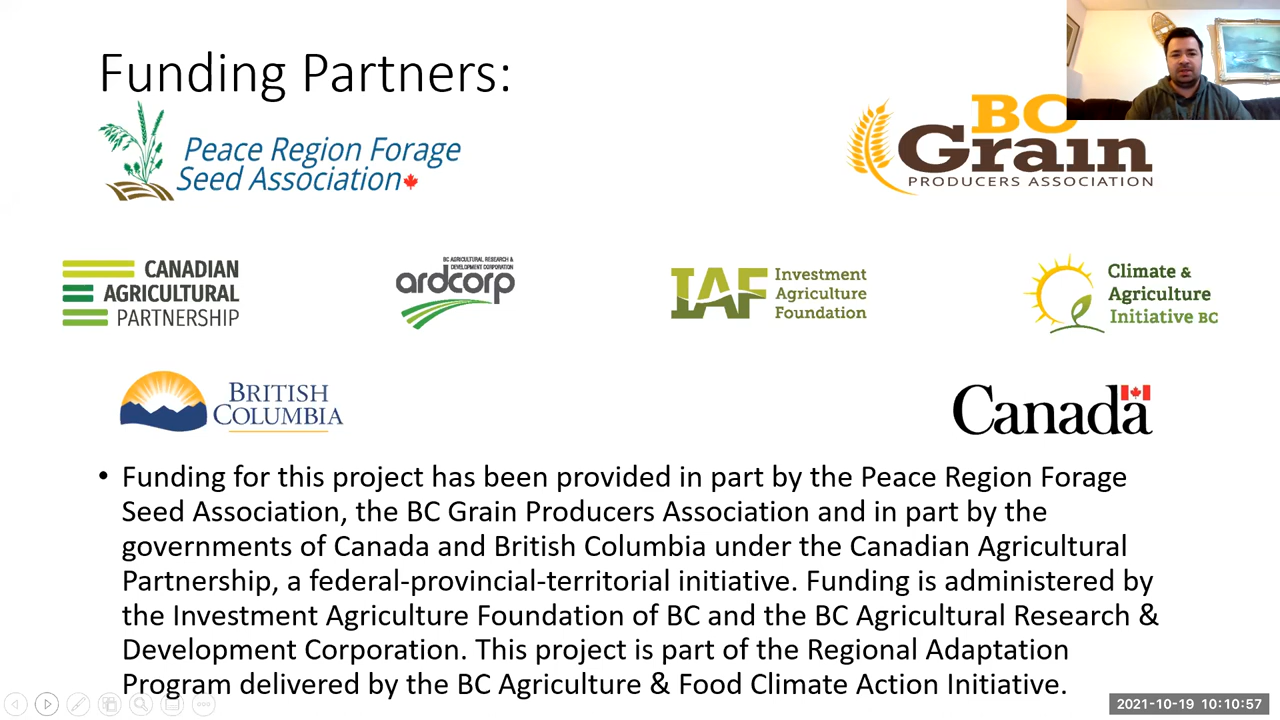 Funding Partners:
Peace Region Forage
Seed Association
BC
Grain
PRODUCERS ASSOCIATION
CANADIAN
AGRICULTURAL
PARTNERSHIP
BC AGRICULTURAL RESEARCH &
DEVELOPMENT CORPORATION
ardcorp
IAF
Investment
Agriculture
Foundation
Climate &
Agriculture
Initiative BC
BRITISH
COLUMBIA
Canada
• Funding for this project has been provided in part by the Peace Region Forage
Seed Association, the BC Grain Producers Association and in part by the
governments of Canada and British Columbia under the Canadian Agricultural
Partnership, a federal-provincial-territorial initiative. Funding is administered by
the Investment Agriculture Foundation of BC and the BC Agricultural Research &
Development Corporation. This project is part of the Regional Adaptation
Program delivered by the BC Agriculture & Food Climate Action Initiative.
2021-10-19 10:10:57